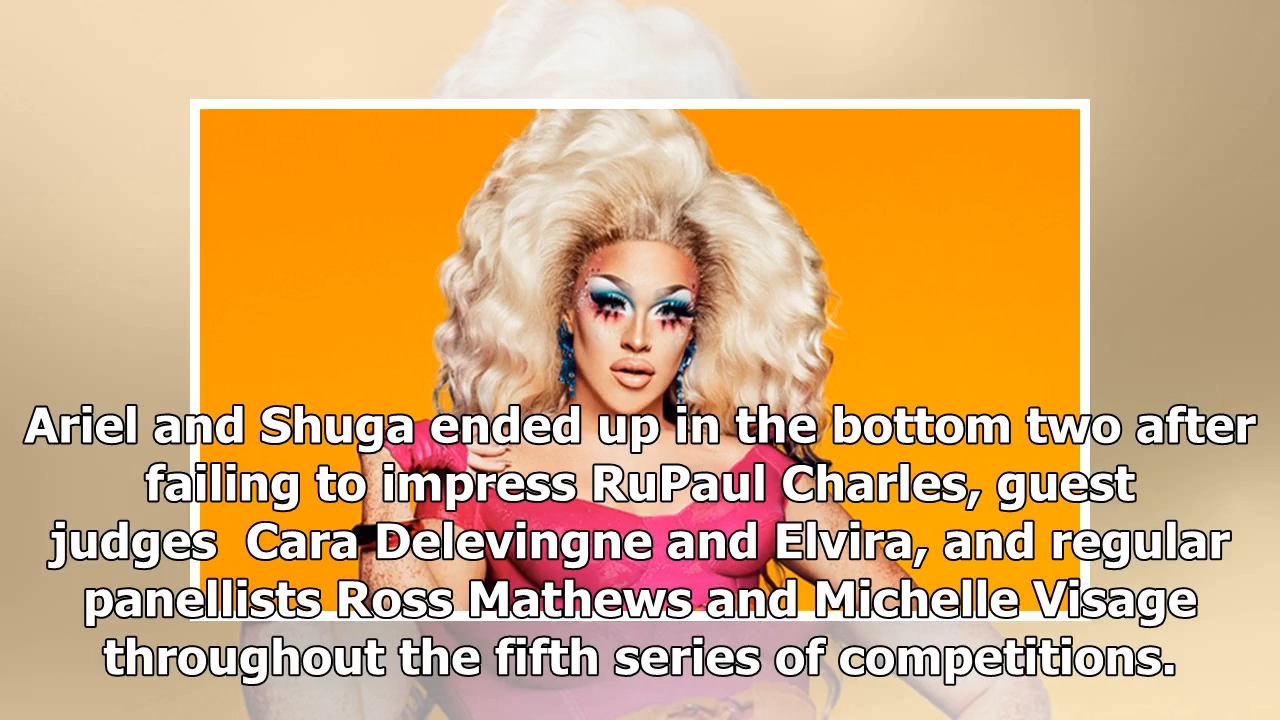 Ariel and Shuga ended up in the bottom two after
failing to impress RuPaul Charles, guest
judges  Cara Delevingne and Elvira, and regular
panellists Ross Mathews and Michelle Visage
throughout the fifth series of competitions.